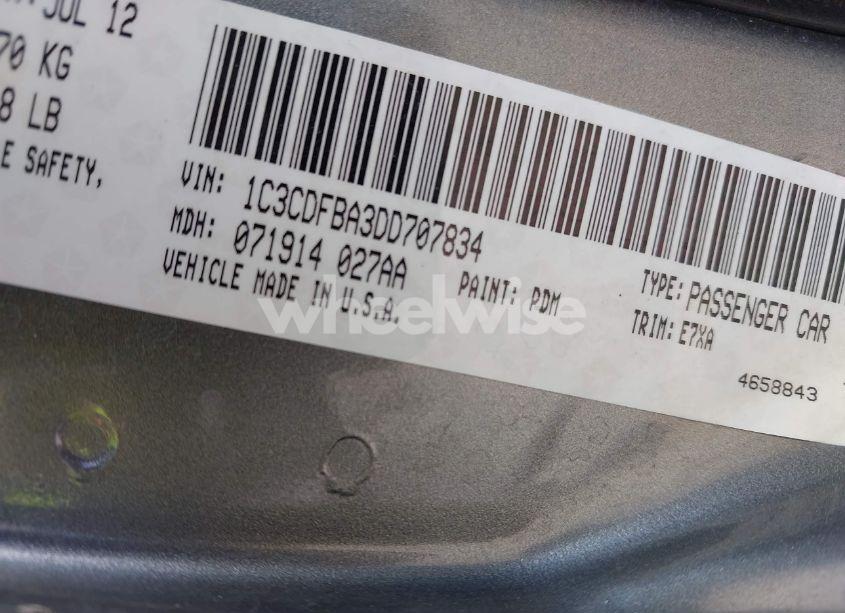 JUL 12
70 KG
8 LB
E SAFETY,
VIN: 1C3CDFBA3DD707834
MDH: 071914 027AA
VEHICLE MADE IN U.S.A.
PAINT: PDM
TYPE: PASSENGER CAR
TRIM: E7XA
4658843
wheelwise